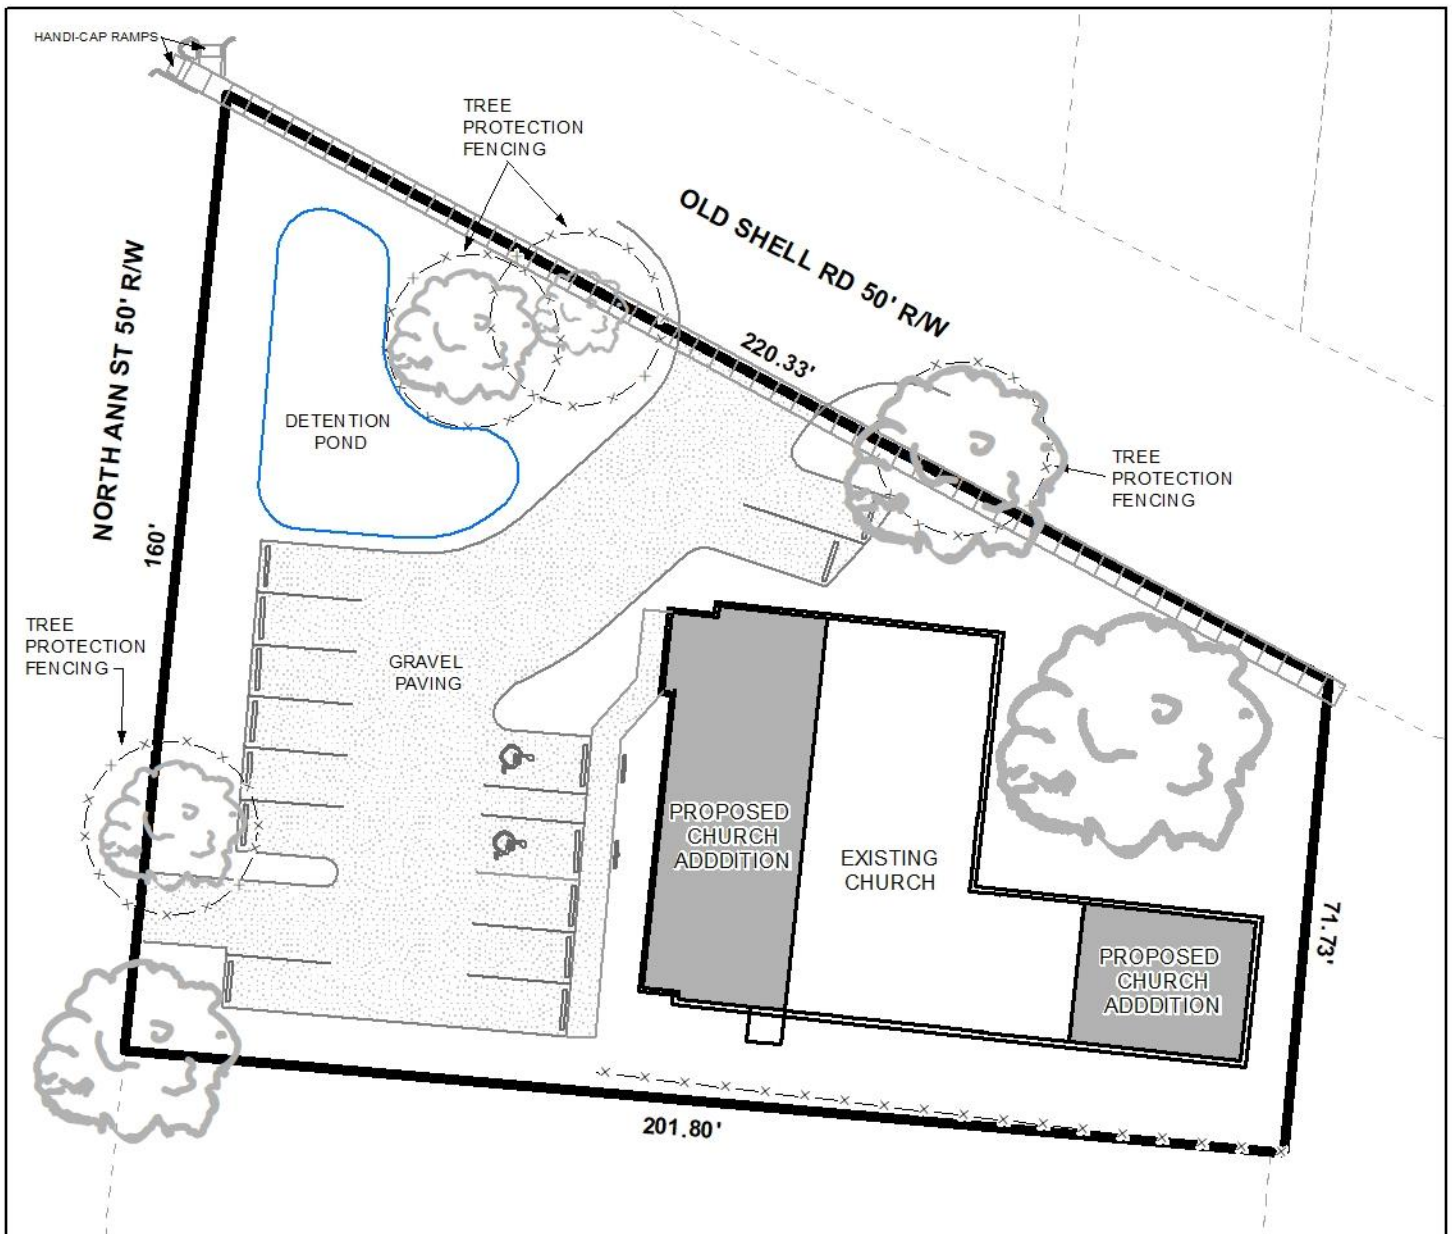 HANDI-CAP RAMPS
TREE
PROTECTION
FENCING
OLD SHELL RD 50' R/W
220.33'
NORTH ANN ST 50' R/W
160'
DETENTION
POND
TREE
PROTECTION
FENCING
TREE
PROTECTION
FENCING
GRAVEL
PAVING
PROPOSED
CHURCH
ADDDITION
EXISTING
CHURCH
PROPOSED
CHURCH
ADDDITION
71.73'
201.80'